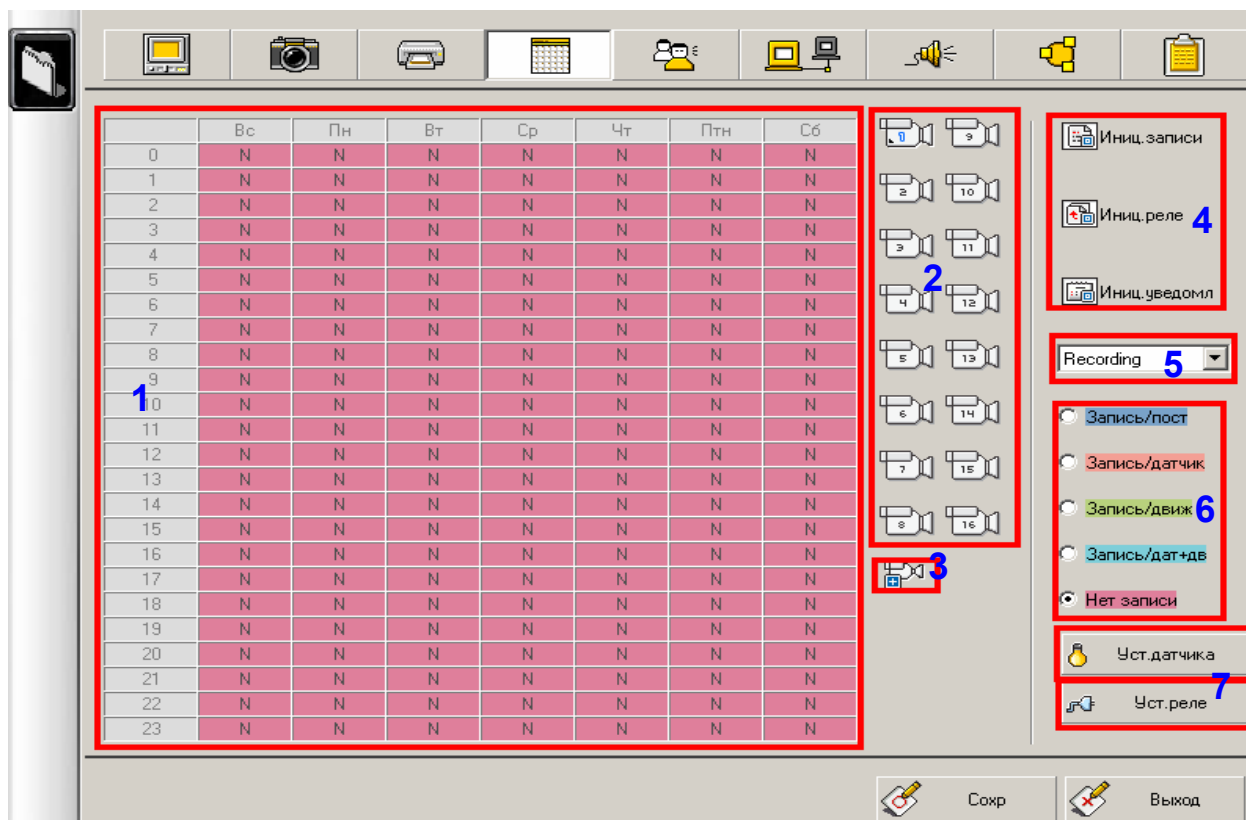 Вс Пн Вт Ср Чт Птн Сб
0 N N N N N N N
1 N N N N N N N
2 N N N N N N N
3 N N N N N N N
4 N N N N N N N
5 N N N N N N N
6 N N N N N N N
7 N N N N N N N
8 N N N N N N N
9 N N N N N N N
10 N N N N N N N
11 N N N N N N N
12 N N N N N N N
13 N N N N N N N
14 N N N N N N N
15 N N N N N N N
16 N N N N N N N
17 N N N N N N N
18 N N N N N N N
19 N N N N N N N
20 N N N N N N N
21 N N N N N N N
22 N N N N N N N
23 N N N N N N N
1
1 9
2 10
3 11
2
4 12
5 13
6 14
7 15
8 16
3
Иниц.записи
Иниц.реле
4
Иниц.уведомл
Recording
5
Запись/пост
Запись/датчик
Запись/движ
6
Запись/дат+дв
Нет записи
Уст.датчика
7
Уст.реле
Сохр
Выход